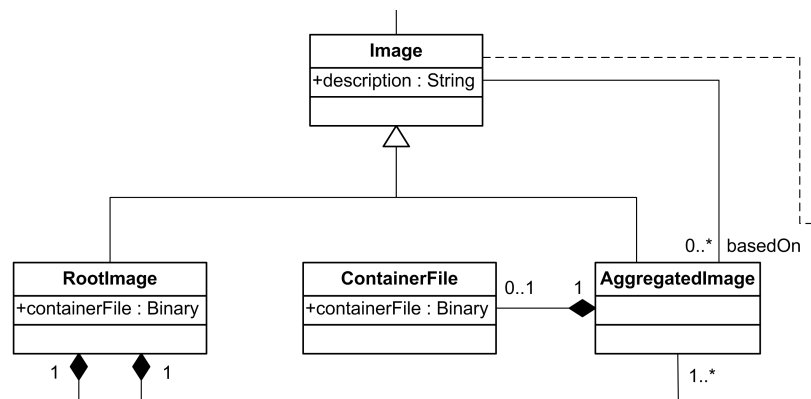 Image
+description : String
0..* basedOn
RootImage
ContainerFile
AggregatedImage
+containerFile : Binary
+containerFile : Binary
0..1
1
1
1
1..*